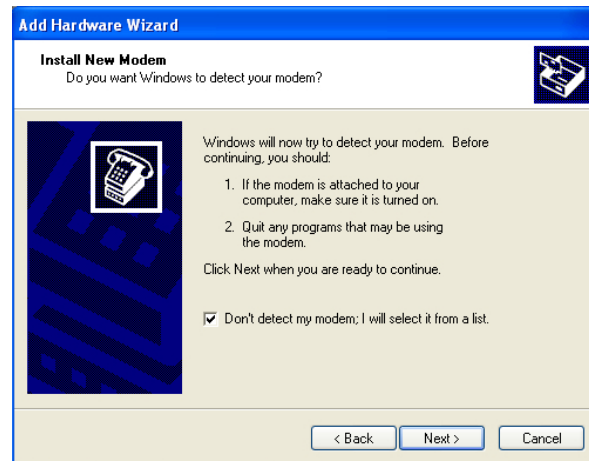 Add Hardware Wizard
Install New Modem
Do you want Windows to detect your modem?
Windows will now try to detect your modem.  Before
continuing, you should:
1. If the modem is attached to your
computer, make sure it is turned on.
2. Quit any programs that may be using
the modem.
Click Next when you are ready to continue.
Don't detect my modem; I will select it from a list.
< Back
Next >
Cancel